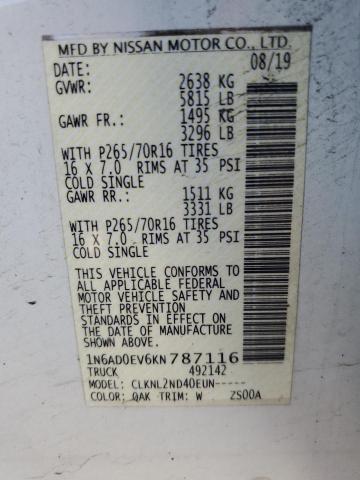 MFD BY NISSAN MOTOR CO., LTD.
DATE: 08/19
GVWR: 2638 KG
5815 LB
GAWR FR.: 1495 KG
3296 LB
WITH P265/70R16 TIRES
16 X 7.0 RIMS AT 35 PSI
COLD SINGLE
GAWR RR.: 1511 KG
3331 LB
WITH P265/70R16 TIRES
16 X 7.0 RIMS AT 35 PSI
COLD SINGLE
THIS VEHICLE CONFORMS TO
ALL APPLICABLE FEDERAL
MOTOR VEHICLE SAFETY
AND THEFT PREVENTION
STANDARDS IN EFFECT ON
THE DATE OF MANUFACTURE
SHOWN ABOVE.
1N6AD0EV6KN787116
TRUCK 492142
MODEL: CLKNL2ND40EUN-----
COLOR: QAK TRIM: W ZS00A